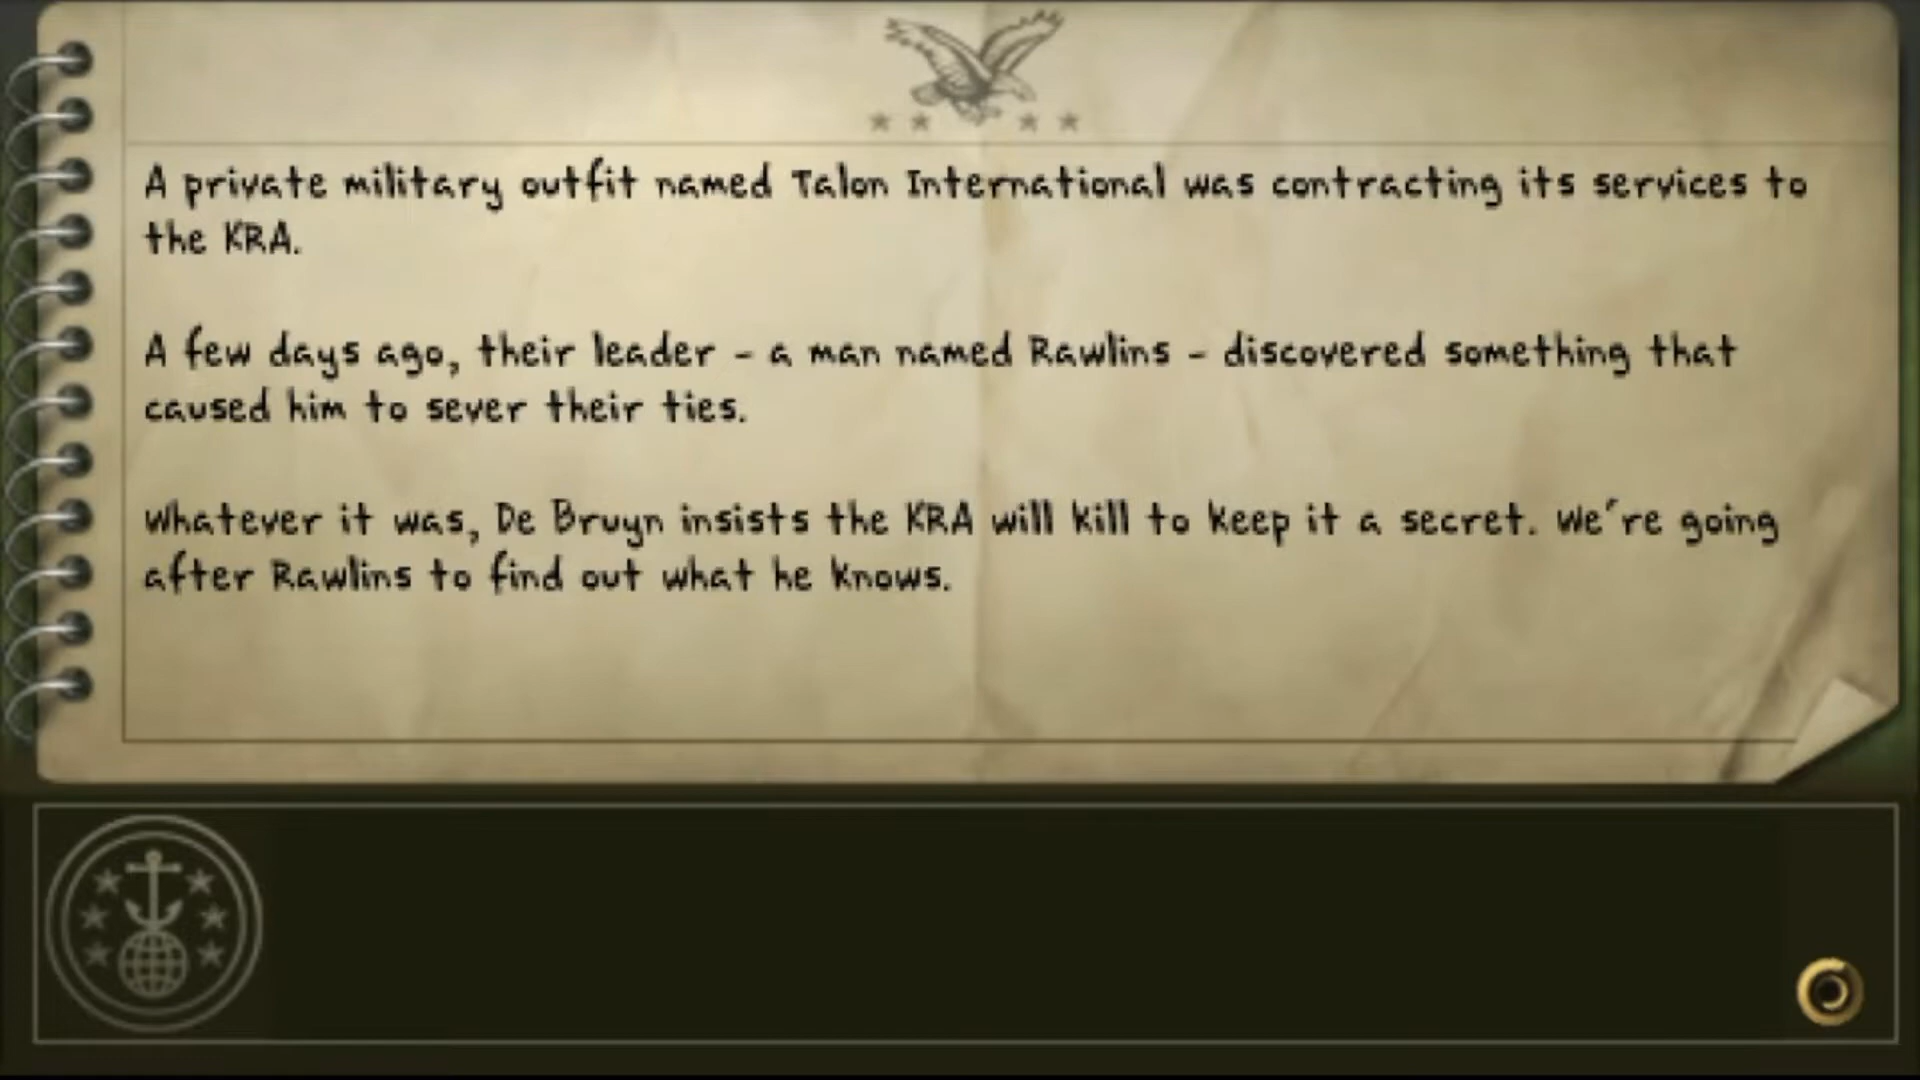 A private military outfit named Talon International was contracting its services to
the KRA.
A few days ago, their leader - a man named Rawlins - discovered something that
caused him to sever their ties.
Whatever it was, De Bruyn insists the KRA will kill to keep it a secret. We're going
after Rawlins to find out what he knows.